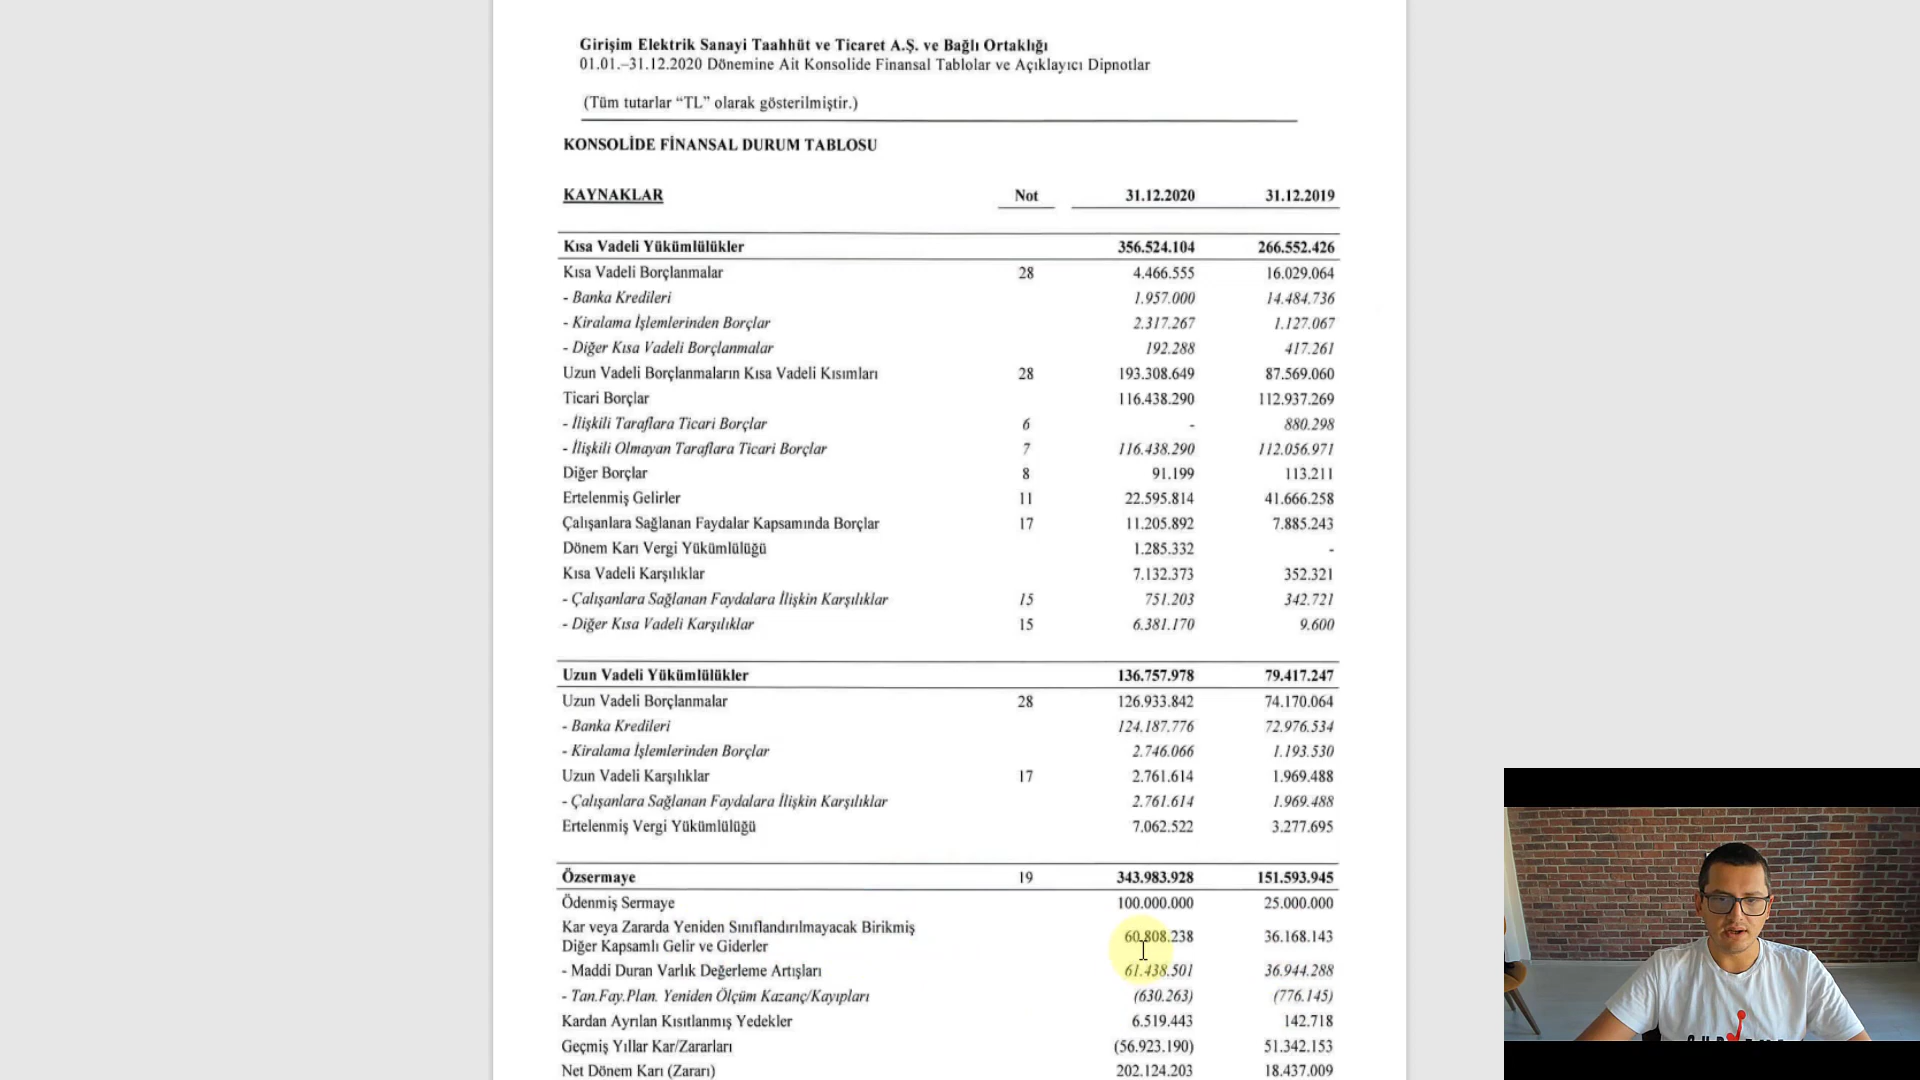 Girişim Elektrik Sanayi Taahhüt ve Ticaret A.Ş. ve Bağlı Ortaklığı
01.01.–31.12.2020 Dönemine Ait Konsolide Finansal Tablolar ve Açıklayıcı Dipnotlar
(Tüm tutarlar “TL” olarak gösterilmiştir.)
KONSOLİDE FİNANSAL DURUM TABLOSU
KAYNAKLAR Not 31.12.2020 31.12.2019
Kısa Vadeli Yükümlülükler 356.524.104 266.552.426
Kısa Vadeli Borçlanmalar 28 4.466.555 16.029.064
- Banka Kredileri 1.957.000 14.484.736
- Kiralama İşlemlerinden Borçlar 2.317.267 1.127.067
- Diğer Kısa Vadeli Borçlanmalar 192.288 417.261
Uzun Vadeli Borçlanmaların Kısa Vadeli Kısımları 28 193.308.649 87.569.060
Ticari Borçlar 116.438.290 112.937.269
- İlişkili Taraflara Ticari Borçlar 6 - 880.298
- İlişkili Olmayan Taraflara Ticari Borçlar 7 116.438.290 112.056.971
Diğer Borçlar 8 91.199 113.211
Ertelenmiş Gelirler 11 22.595.814 41.666.258
Çalışanlara Sağlanan Faydalar Kapsamında Borçlar 17 11.205.892 7.885.243
Dönem Karı Vergi Yükümlülüğü 1.285.332 -
Kısa Vadeli Karşılıklar 7.132.373 352.321
- Çalışanlara Sağlanan Faydalara İlişkin Karşılıklar 15 751.203 342.721
- Diğer Kısa Vadeli Karşılıklar 15 6.381.170 9.600
Uzun Vadeli Yükümlülükler 136.757.978 79.417.247
Uzun Vadeli Borçlanmalar 28 126.933.842 74.170.064
- Banka Kredileri 124.187.776 72.976.534
- Kiralama İşlemlerinden Borçlar 2.746.066 1.193.530
Uzun Vadeli Karşılıklar 17 2.761.614 1.969.488
- Çalışanlara Sağlanan Faydalara İlişkin Karşılıklar 2.761.614 1.969.488
Ertelenmiş Vergi Yükümlülüğü 7.062.522 3.277.695
Özsermaye 19 343.983.928 151.593.945
Ödenmiş Sermaye 100.000.000 25.000.000
Kar veya Zararda Yeniden Sınıflandırılmayacak Birikmiş
Diğer Kapsamlı Gelir ve Giderler 60.808.238 36.168.143
- Maddi Duran Varlık Değerleme Artışları 61.438.501 36.944.288
- Tan.Fay.Plan. Yeniden Ölçüm Kazanç/Kayıpları (630.263) (776.145)
Kardan Ayrılan Kısıtlanmış Yedekler 6.519.443 142.718
Geçmiş Yıllar Kar/Zararları (56.923.190) 51.342.153
Net Dönem Karı (Zararı) 202.124.203 18.437.009